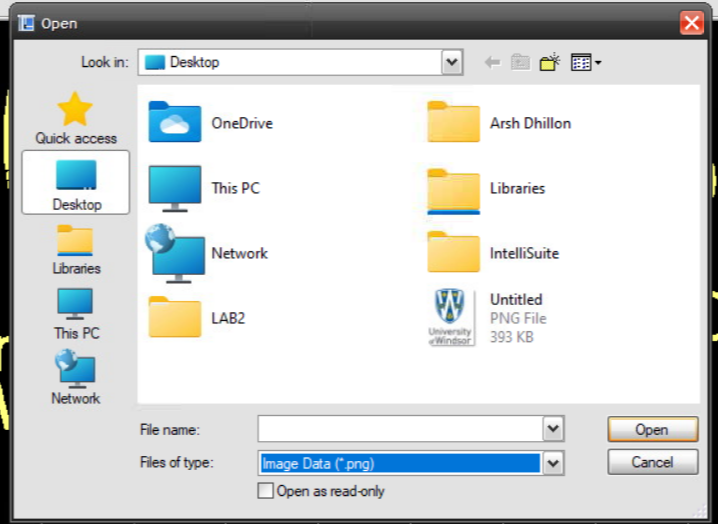 Open
Look in: Desktop
Quick access
Desktop
Libraries
This PC
Network
OneDrive
Arsh Dhillon
This PC
Libraries
Network
IntelliSuite
LAB2
Untitled
PNG File
393 KB
University
of Windsor
File name:
Open
Files of type: Image Data (*.png)
Cancel
Open as read-only